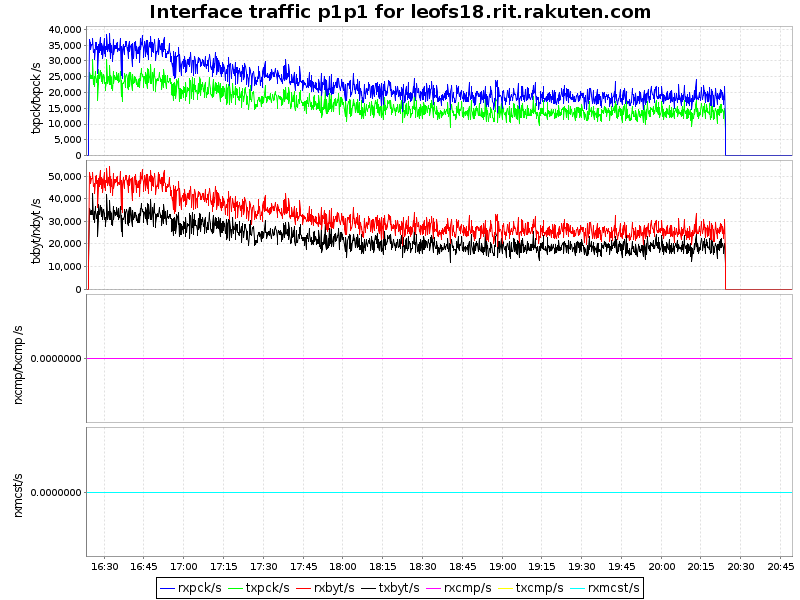 Interface traffic p1p1 for leofs18.rit.rakuten.com
txpck/rxpck /s
40,000
35,000
30,000
25,000
20,000
15,000
10,000
5,000
0
txbyt/rxbyt /s
50,000
40,000
30,000
20,000
10,000
0
rxcmp/txcmp /s
0.0000000
rxmcst/s
0.0000000
16:30 16:45 17:00 17:15 17:30 17:45 18:00 18:15 18:30 18:45 19:00 19:15 19:30 19:45 20:00 20:15 20:30 20:45
rxpck/s txpck/s rxbyt/s txbyt/s rxcmp/s txcmp/s rxmcst/s